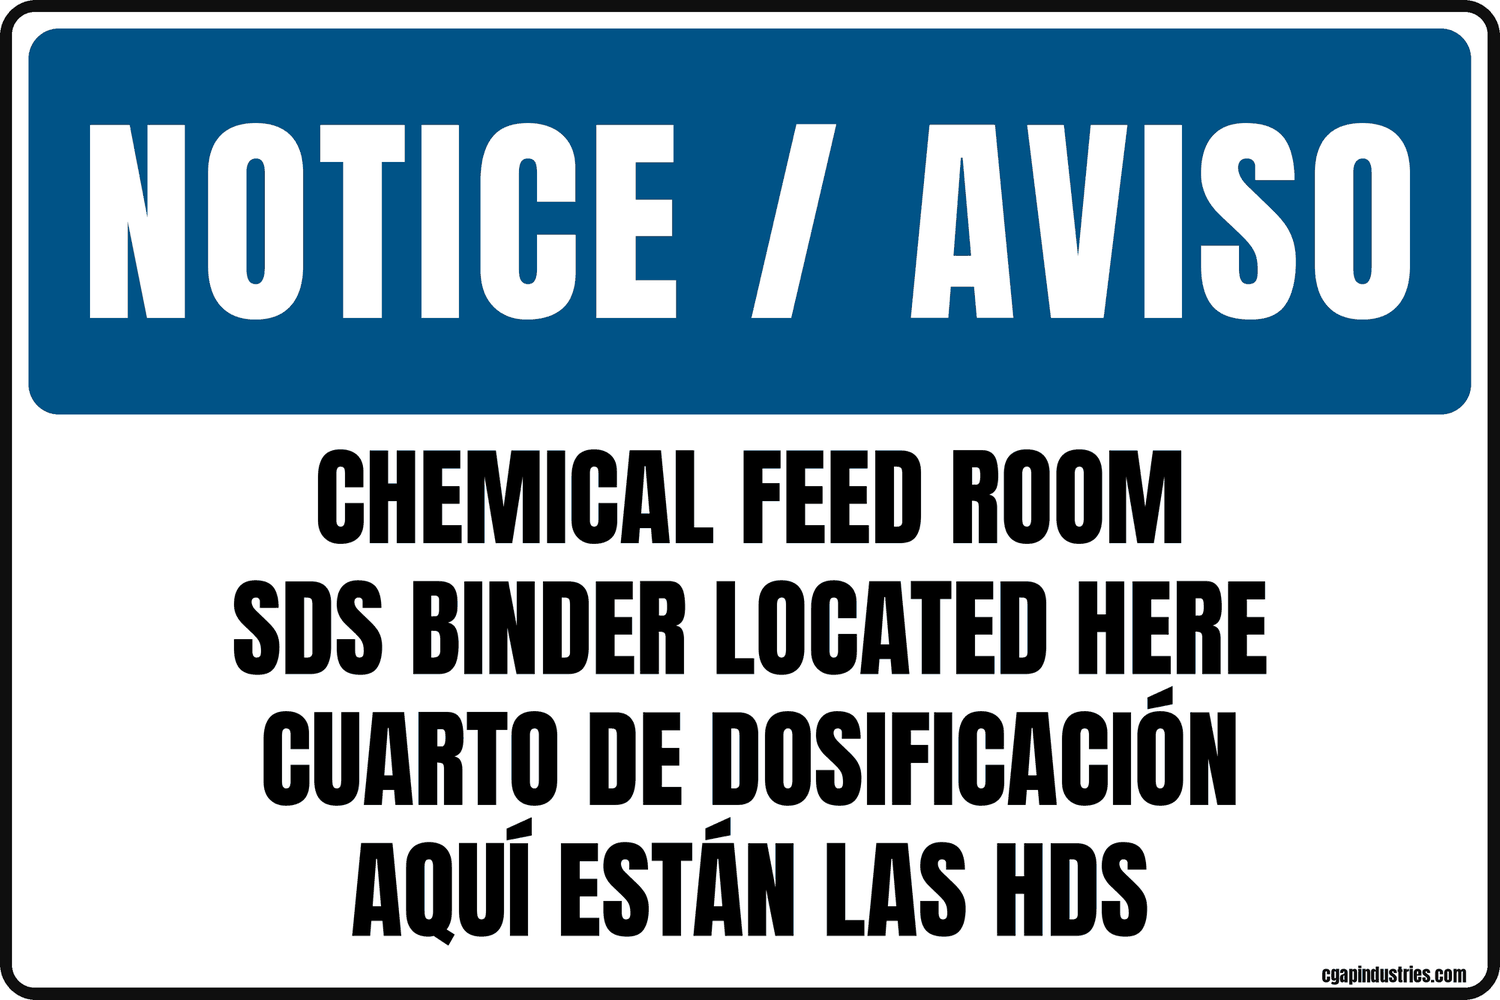 NOTICE / AVISO
CHEMICAL FEED ROOM
SDS BINDER LOCATED HERE
CUARTO DE DOSIFICACIÓN
AQUÍ ESTÁN LAS HDS
cgapindustries.com